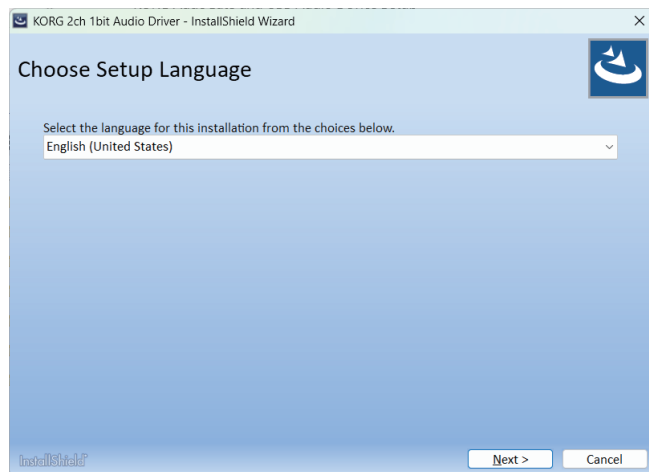 KORG 2ch 1bit Audio Driver - InstallShield Wizard
Choose Setup Language
Select the language for this installation from the choices below.
English (United States)
InstallShield
Next >
Cancel